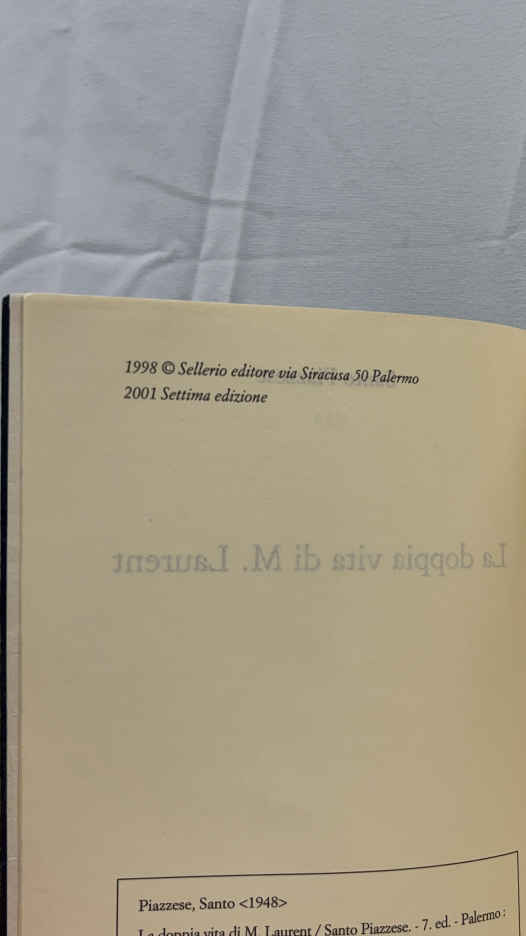 1998 © Sellerio editore via Siracusa 50 Palermo
2001 Settima edizione
La doppia vita di M. Laurent
Piazzese, Santo <1948>
La doppia vita di M. Laurent / Santo Piazzese. - 7. ed. - Palermo :